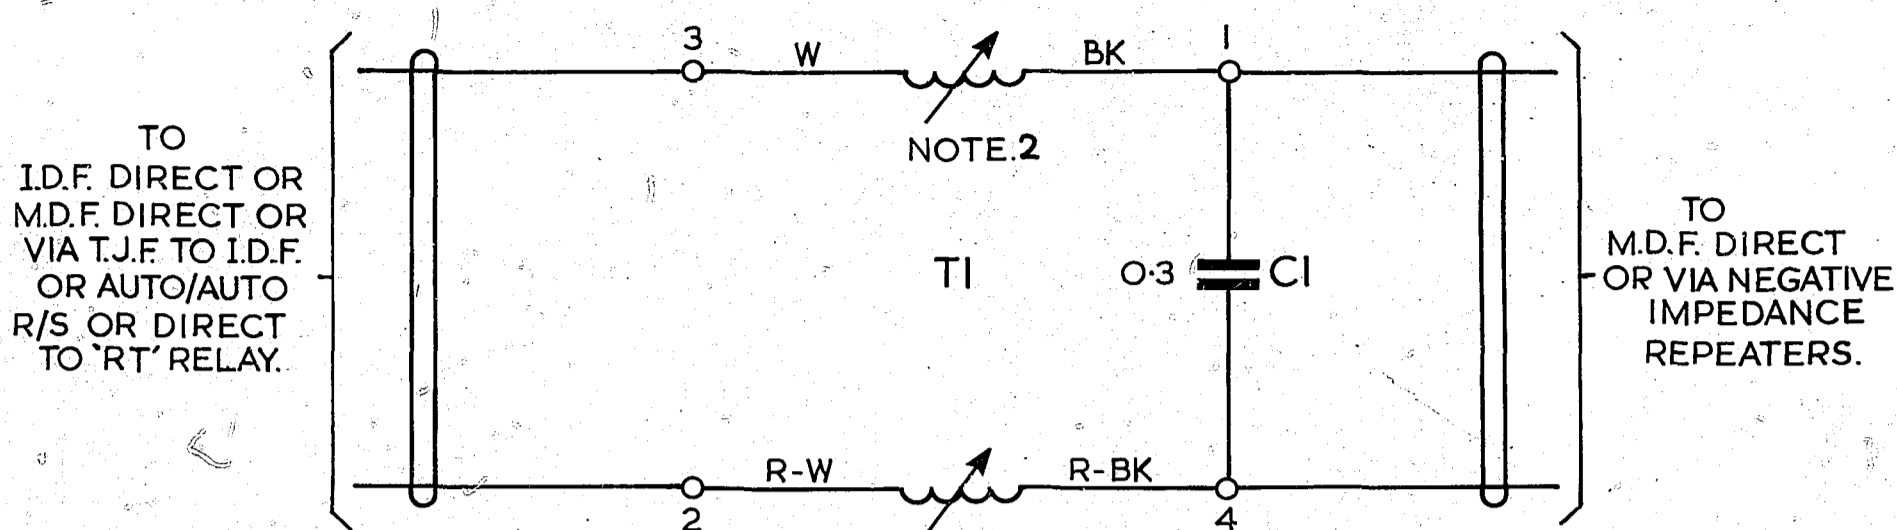 3
W
BK
1
NOTE.2
TO
I.D.F. DIRECT OR
M.D.F. DIRECT OR
VIA T.J.F. TO I.D.F.
OR AUTO/AUTO
R/S OR DIRECT
TO 'RT' RELAY.
T1
0·3
C1
TO
M.D.F. DIRECT
OR VIA NEGATIVE
IMPEDANCE
REPEATERS.
R-W
R-BK
2
4